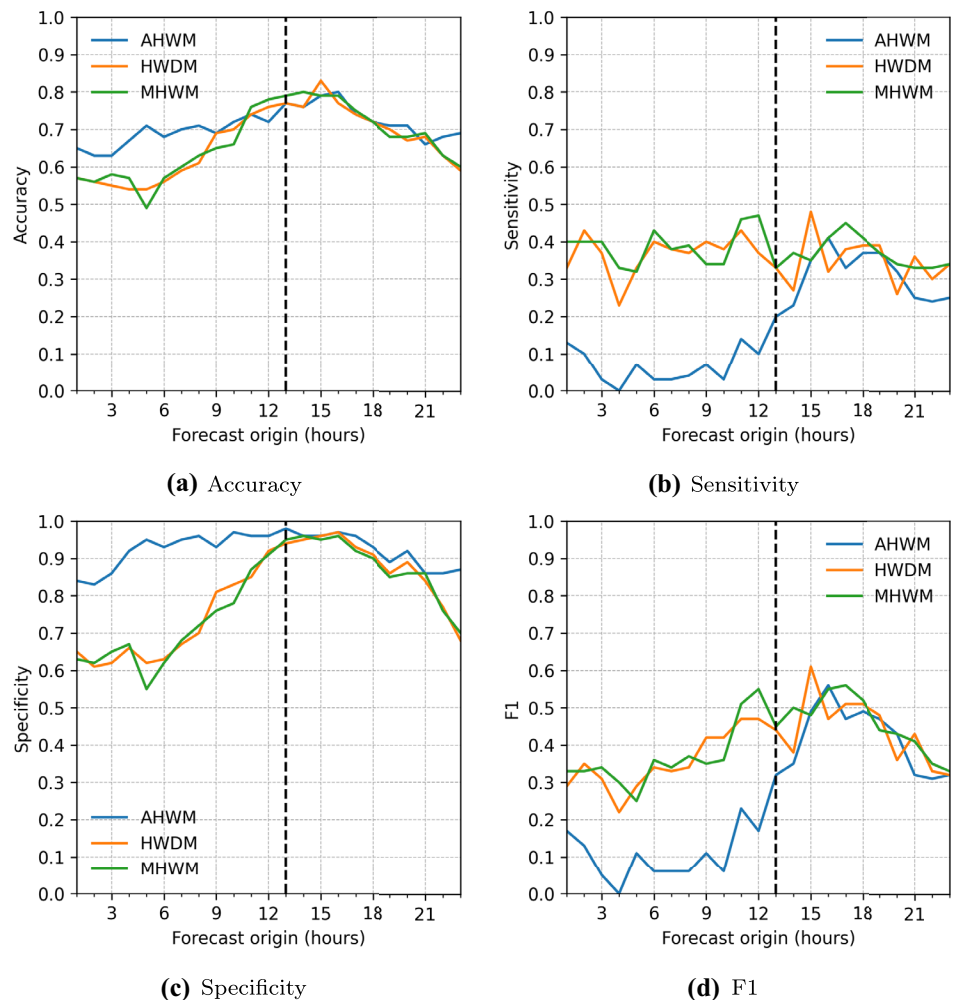 1.0
0.9
0.8
0.7
0.6
0.5
0.4
0.3
0.2
0.1
0.0
Accuracy
AHWM
HWDM
MHWM
3 6 9 12 15 18 21
Forecast origin (hours)
(a) Accuracy
1.0
0.9
0.8
0.7
0.6
0.5
0.4
0.3
0.2
0.1
0.0
Sensitivity
AHWM
HWDM
MHWM
3 6 9 12 15 18 21
Forecast origin (hours)
(b) Sensitivity
1.0
0.9
0.8
0.7
0.6
0.5
0.4
0.3
0.2
0.1
0.0
Specificity
AHWM
HWDM
MHWM
3 6 9 12 15 18 21
Forecast origin (hours)
(c) Specificity
1.0
0.9
0.8
0.7
0.6
0.5
0.4
0.3
0.2
0.1
0.0
F1
AHWM
HWDM
MHWM
3 6 9 12 15 18 21
Forecast origin (hours)
(d) F1